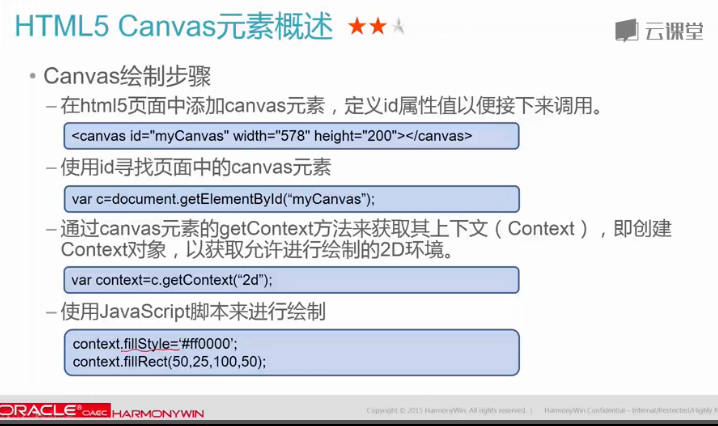 HTML5 Canvas元素概述
云课堂
• Canvas绘制步骤
– 在html5页面中添加canvas元素，定义id属性值以便接下来调用。
<canvas id="myCanvas" width="578" height="200"></canvas>
– 使用id寻找页面中的canvas元素
var c=document.getElementById(“myCanvas”);
– 通过canvas元素的getContext方法来获取其上下文（Context），即创建
Context对象，以获取允许进行绘制的2D环境。
var context=c.getContext(“2d”);
– 使用JavaScript脚本来进行绘制
context.fillStyle=‘#ff0000’;
context.fillRect(50,25,100,50);
ORACLE® OAEC HARMONYWIN
Copyright © 2015 HarmonyWin. All rights reserved. | HarmonyWin Confidential – Internal/Restricted/Highly R